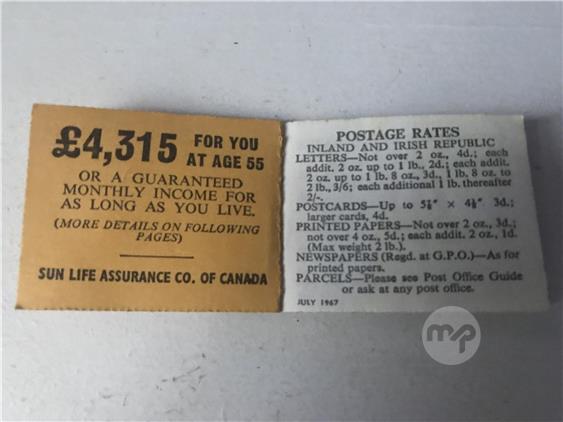 £4,315 FOR YOU
AT AGE 55
OR A GUARANTEED
MONTHLY INCOME FOR
AS LONG AS YOU LIVE.
(MORE DETAILS ON FOLLOWING
PAGES)
SUN LIFE ASSURANCE CO. OF CANADA
POSTAGE RATES
INLAND AND IRISH REPUBLIC
LETTERS—Not over 2 oz., 4d.; each
addit. 2 oz. up to 1 lb., 2d.; each addit.
2 oz. up to 1 lb. 8 oz., 3d., 1 lb. 8 oz. to
2 lb., 3/6; each additional 1 lb. thereafter
2/-.
POSTCARDS—Up to 5⅞" × 4⅛" 3d.;
larger cards, 4d.
PRINTED PAPERS—Not over 2 oz., 3d.;
not over 4 oz., 5d.; each addit. 2 oz., 1d.
(Max weight 2 lb.).
NEWSPAPERS (Regd. at G.P.O.)—As for
printed papers.
PARCELS—Please see Post Office Guide
or ask at any post office.
JULY 1967
mp